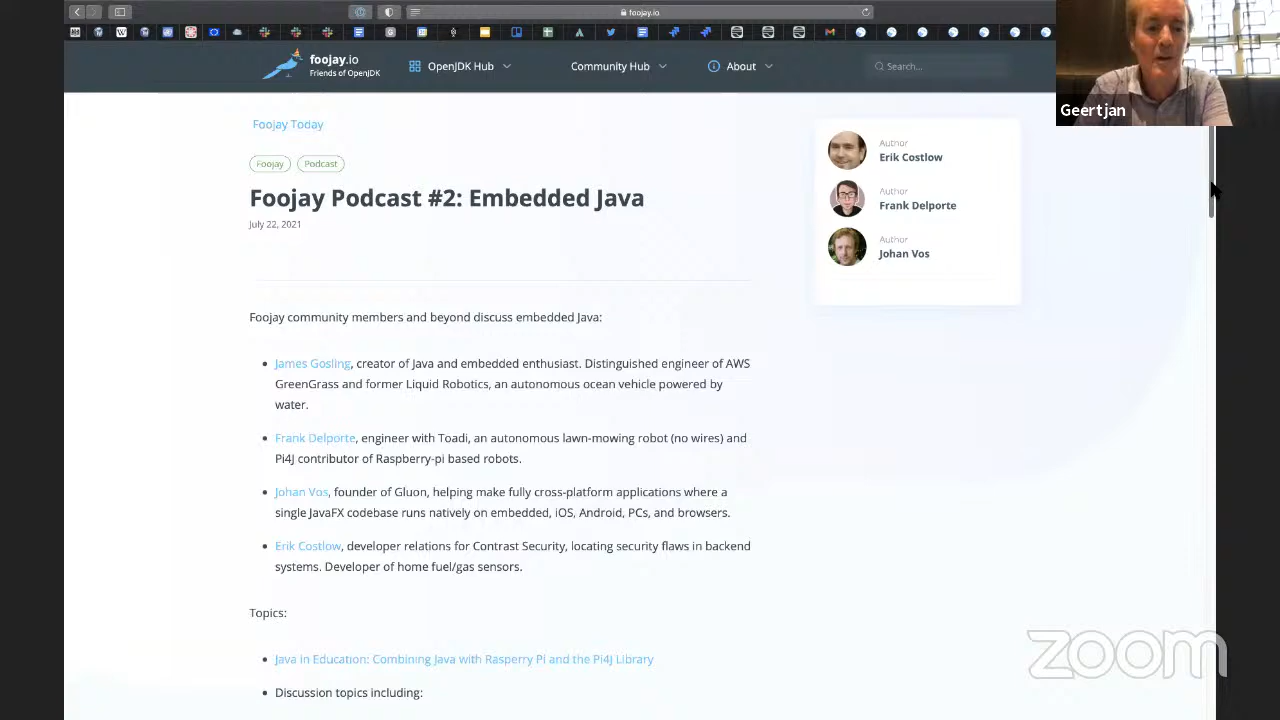 foojay.io
foojay.io
Friends of OpenJDK
OpenJDK Hub
Community Hub
About
Search...
Geertjan
Foojay Today
Foojay
Podcast
Foojay Podcast #2: Embedded Java
July 22, 2021
Author
Erik Costlow
Author
Frank Delporte
Author
Johan Vos
Foojay community members and beyond discuss embedded Java:
James Gosling, creator of Java and embedded enthusiast. Distinguished engineer of AWS
GreenGrass and former Liquid Robotics, an autonomous ocean vehicle powered by
water.
Frank Delporte, engineer with Toadi, an autonomous lawn-mowing robot (no wires) and
Pi4J contributor of Raspberry-pi based robots.
Johan Vos, founder of Gluon, helping make fully cross-platform applications where a
single JavaFX codebase runs natively on embedded, iOS, Android, PCs, and browsers.
Erik Costlow, developer relations for Contrast Security, locating security flaws in backend
systems. Developer of home fuel/gas sensors.
Topics:
Java in Education: Combining Java with Rasperry Pi and the Pi4J Library
Discussion topics including:
zoom